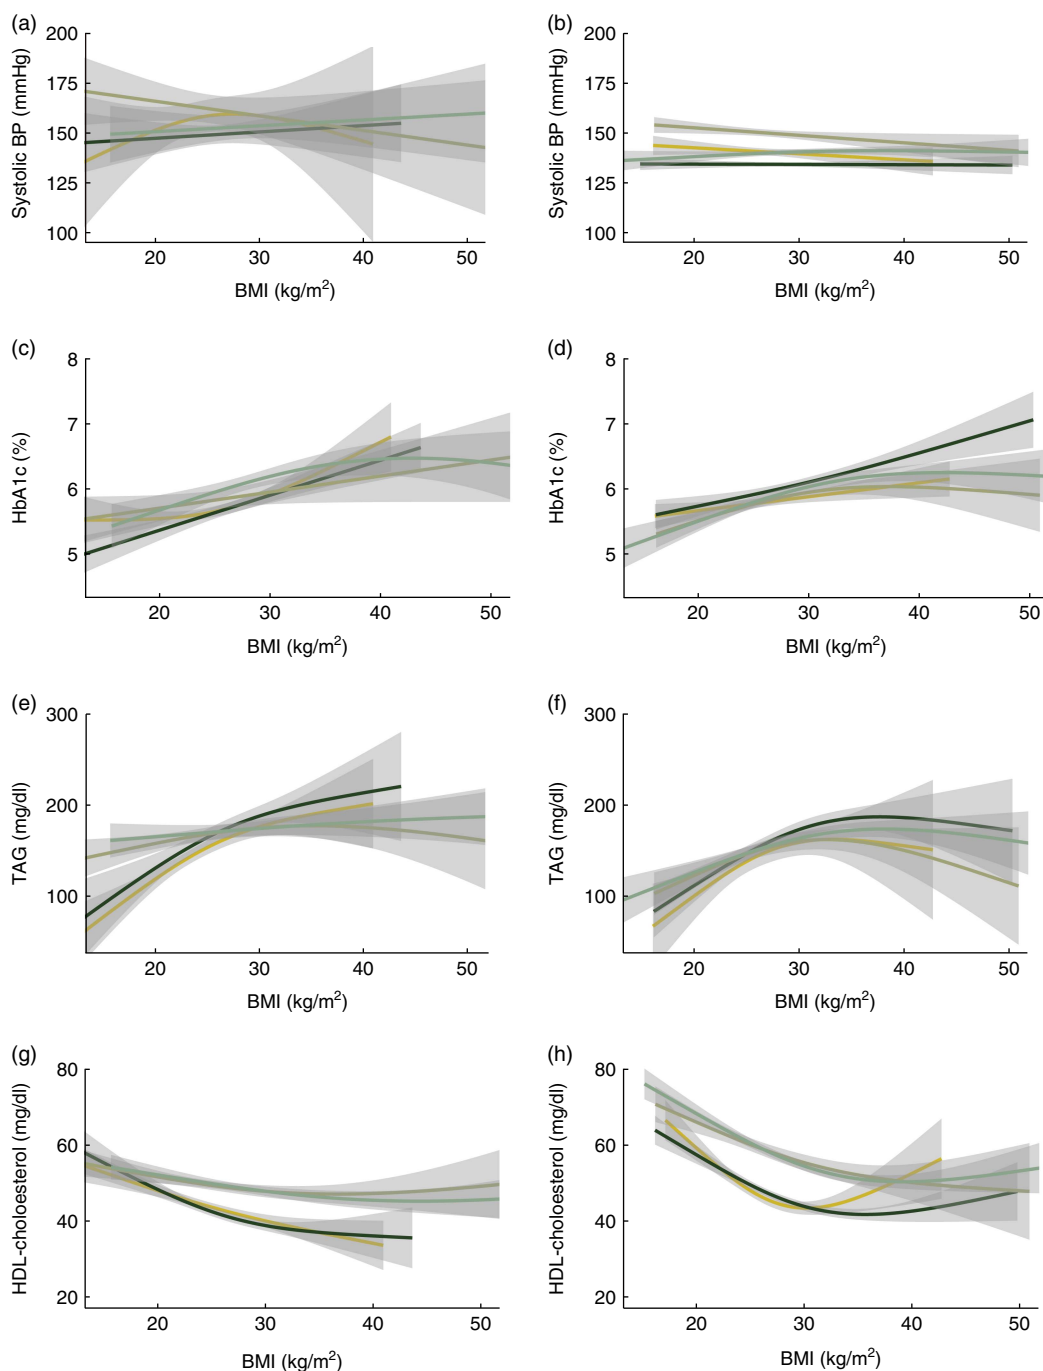 (a)
200
175
150
125
100
Systolic BP (mmHg)
20 30 40 50
BMI (kg/m²)
(b)
200
175
150
125
100
Systolic BP (mmHg)
20 30 40 50
BMI (kg/m²)
(c)
8
7
6
5
HbA1c (%)
20 30 40 50
BMI (kg/m²)
(d)
8
7
6
5
HbA1c (%)
20 30 40 50
BMI (kg/m²)
(e)
300
200
100
TAG (mg/dl)
20 30 40 50
BMI (kg/m²)
(f)
300
200
100
TAG (mg/dl)
20 30 40 50
BMI (kg/m²)
(g)
80
60
40
20
HDL-choloesterol (mg/dl)
20 30 40 50
BMI (kg/m²)
(h)
80
60
40
20
HDL-choloesterol (mg/dl)
20 30 40 50
BMI (kg/m²)